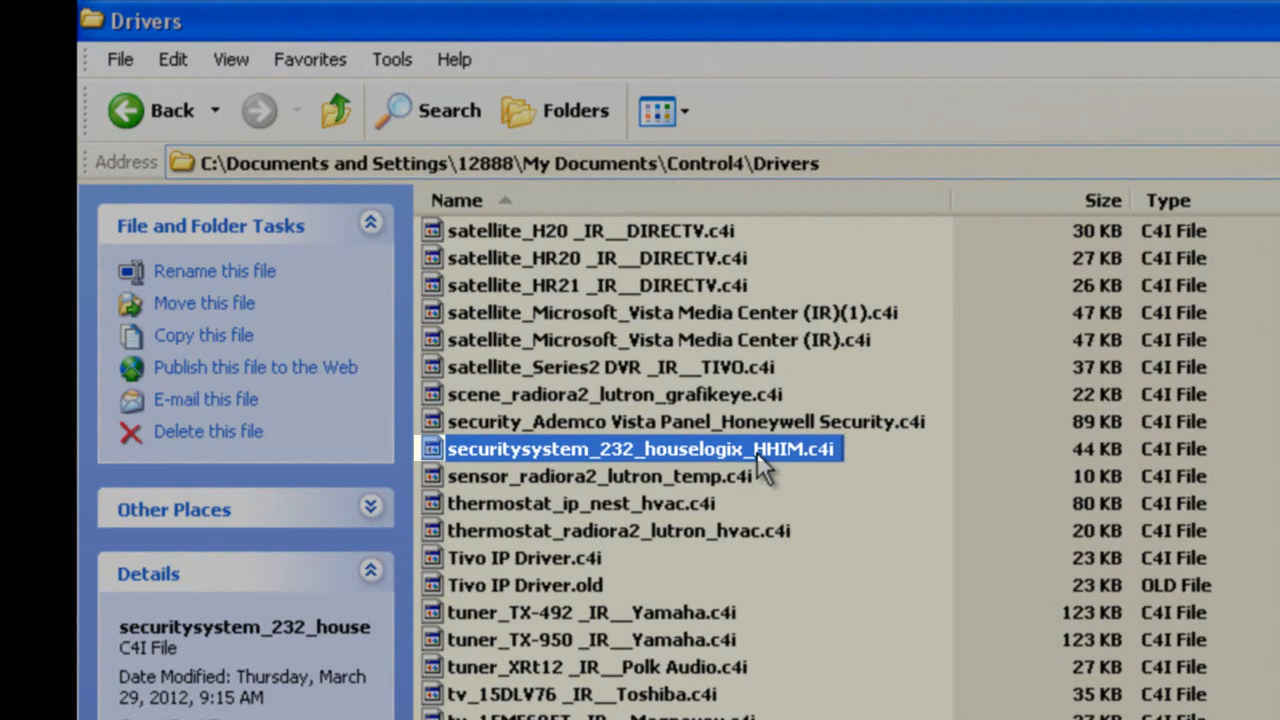 Drivers
File Edit View Favorites Tools Help
Back Search Folders
Address C:\Documents and Settings\12888\My Documents\Control4\Drivers
File and Folder Tasks
Rename this file
Move this file
Copy this file
Publish this file to the Web
E-mail this file
Delete this file
Other Places
Details
securitysystem_232_house
C4I File
Date Modified: Thursday, March
29, 2012, 9:15 AM
Name Size Type
satellite_H20 _IR__DIRECTV.c4i 30 KB C4I File
satellite_HR20 _IR__DIRECTV.c4i 27 KB C4I File
satellite_HR21 _IR__DIRECTV.c4i 26 KB C4I File
satellite_Microsoft_Vista Media Center (IR)(1).c4i 47 KB C4I File
satellite_Microsoft_Vista Media Center (IR).c4i 47 KB C4I File
satellite_Series2 DVR _IR__TIVO.c4i 37 KB C4I File
scene_radiora2_lutron_grafikeye.c4i 22 KB C4I File
security_Ademco Vista Panel_Honeywell Security.c4i 89 KB C4I File
securitysystem_232_houselogix_HHIM.c4i 44 KB C4I File
sensor_radiora2_lutron_temp.c4i 10 KB C4I File
thermostat_ip_nest_hvac.c4i 80 KB C4I File
thermostat_radiora2_lutron_hvac.c4i 20 KB C4I File
Tivo IP Driver.c4i 23 KB C4I File
Tivo IP Driver.old 23 KB OLD File
tuner_TX-492 _IR__Yamaha.c4i 123 KB C4I File
tuner_TX-950 _IR__Yamaha.c4i 123 KB C4I File
tuner_XRt12 _IR__Polk Audio.c4i 27 KB C4I File
tv_15DLV76 _IR__Toshiba.c4i 35 KB C4I File